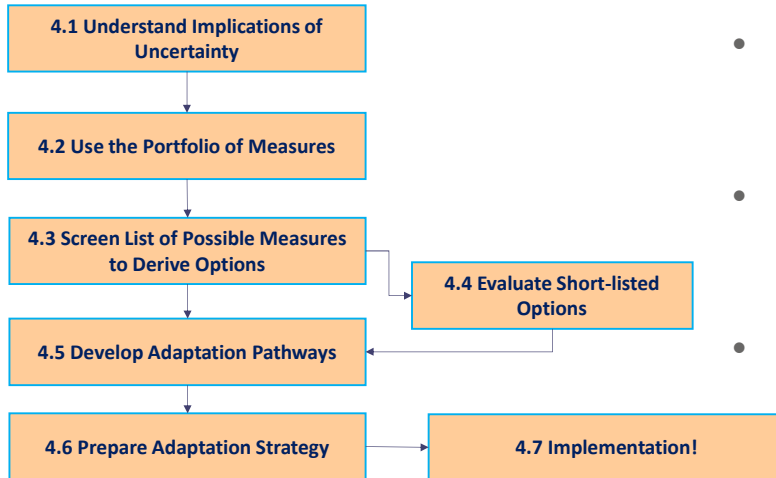 4.1 Understand Implications of
Uncertainty
4.2 Use the Portfolio of Measures
4.3 Screen List of Possible Measures
to Derive Options
4.4 Evaluate Short-listed
Options
4.5 Develop Adaptation Pathways
4.6 Prepare Adaptation Strategy
4.7 Implementation!